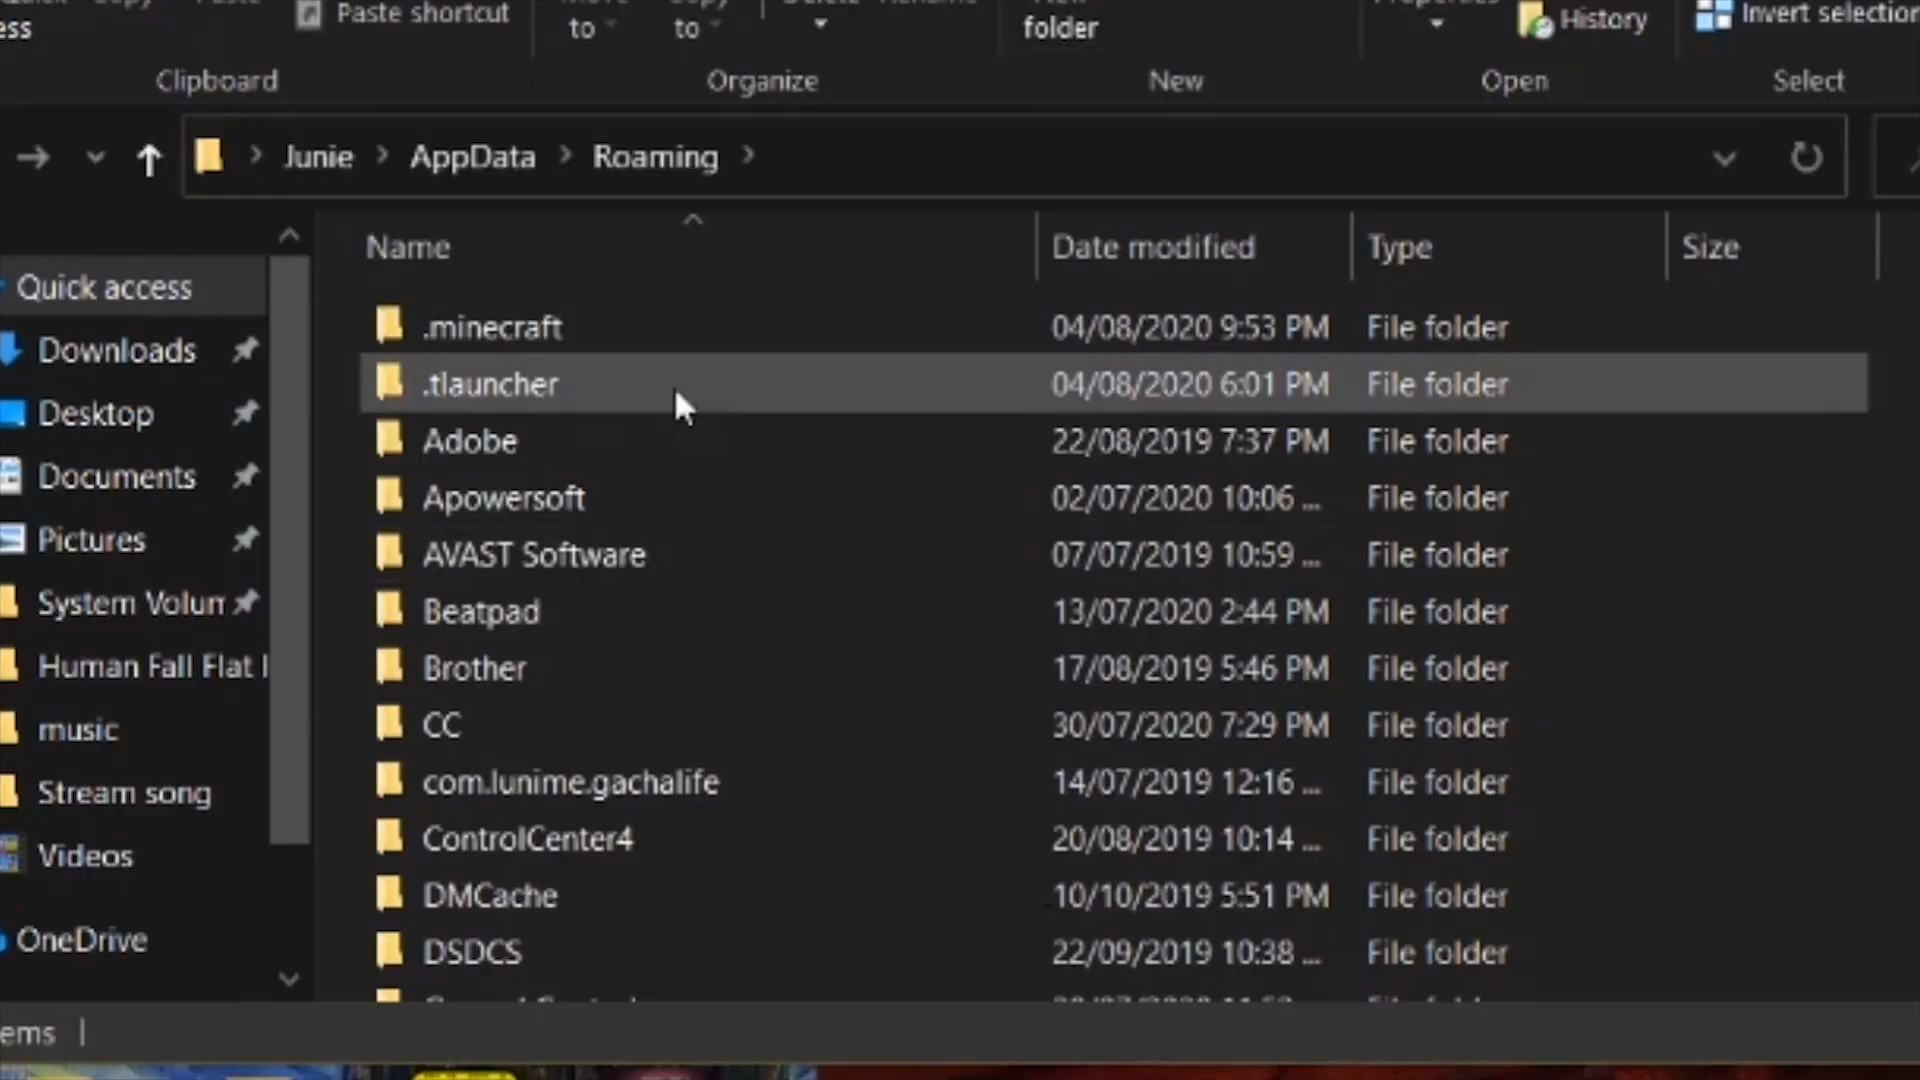 Paste shortcut
to
to
folder
History
Invert selection
Clipboard
Organize
New
Open
Select
Junie
AppData
Roaming
Name
Date modified
Type
Size
Quick access
Downloads
Desktop
Documents
Pictures
System Volum
Human Fall Flat
music
Stream song
Videos
OneDrive
.minecraft 04/08/2020 9:53 PM File folder
.tlauncher 04/08/2020 6:01 PM File folder
Adobe 22/08/2019 7:37 PM File folder
Apowersoft 02/07/2020 10:06 ... File folder
AVAST Software 07/07/2019 10:59 ... File folder
Beatpad 13/07/2020 2:44 PM File folder
Brother 17/08/2019 5:46 PM File folder
CC 30/07/2020 7:29 PM File folder
com.lunime.gachalife 14/07/2019 12:16 ... File folder
ControlCenter4 20/08/2019 10:14 ... File folder
DMCache 10/10/2019 5:51 PM File folder
DSDCS 22/09/2019 10:38 ... File folder
ems